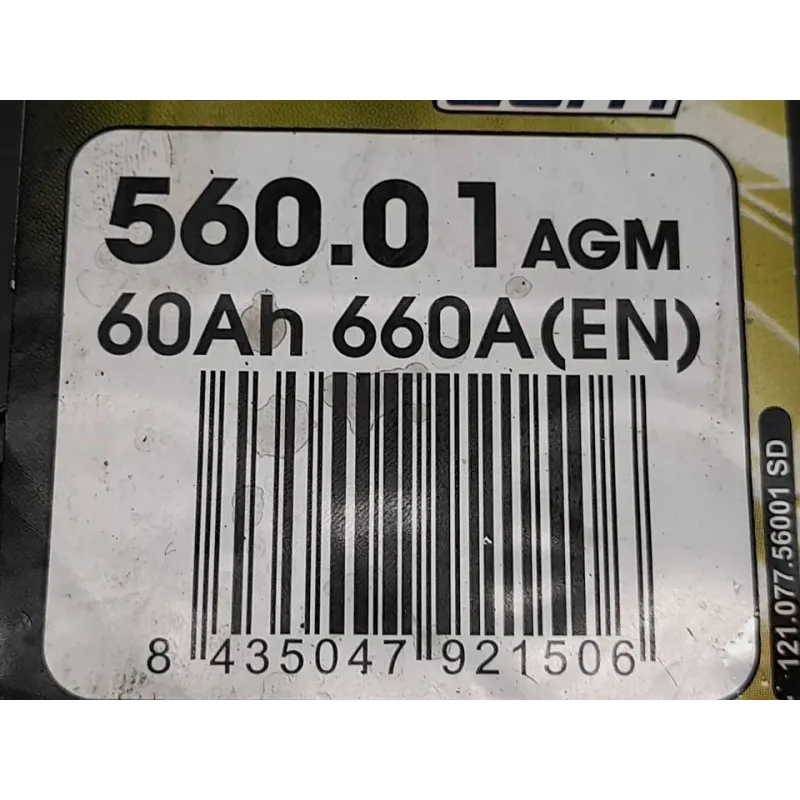 560.01 AGM
60Ah 660A(EN)
8 435047 921506
121.077.56001 SD